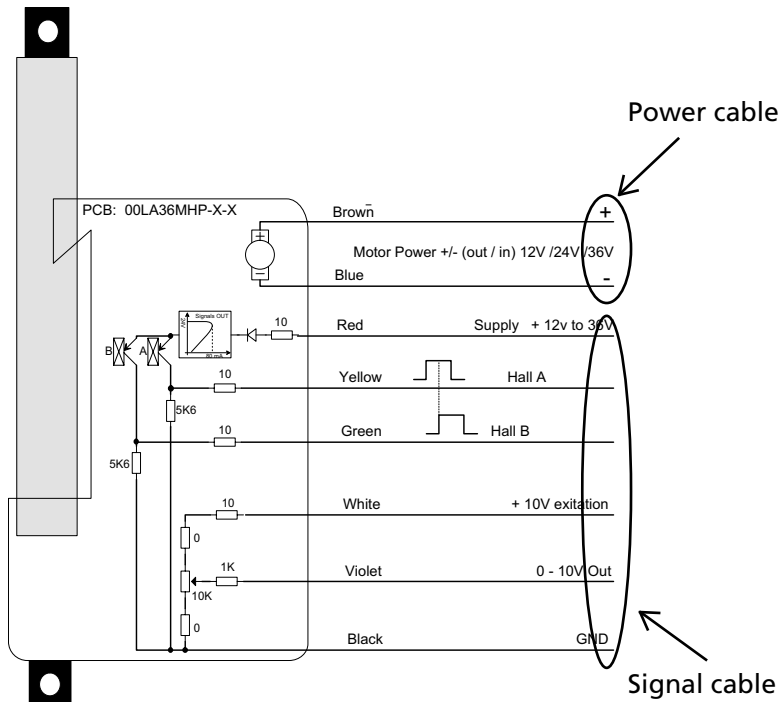 Power cable
PCB: 00LA36MHP-X-X
Brown
+
+
Motor Power +/- (out / in) 12V /24V /36V
−
Blue
-
Signals OUT
24V
80 mA
10
Red
Supply + 12v to 36V
B
A
10
Yellow
Hall A
5K6
10
Green
Hall B
5K6
10
White
+ 10V exitation
0
1K
Violet
0 - 10V Out
10K
0
Black
GND
Signal cable